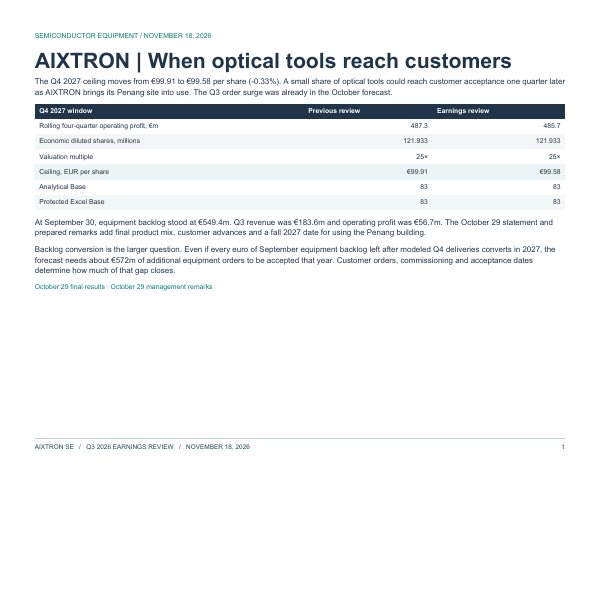 SEMICONDUCTOR EQUIPMENT / NOVEMBER 18, 2026
AIXTRON | When optical tools reach customers
The Q4 2027 ceiling moves from €99.91 to €99.58 per share (-0.33%). A small share of optical tools could reach customer acceptance one quarter later
as AIXTRON brings its Penang site into use. The Q3 order surge was already in the October forecast.
Q4 2027 window Previous review Earnings review
Rolling four-quarter operating profit, €m 487.3 485.7
Economic diluted shares, millions 121.933 121.933
Valuation multiple 25× 25×
Ceiling, EUR per share €99.91 €99.58
Analytical Base 83 83
Protected Excel Base 83 83
At September 30, equipment backlog stood at €549.4m. Q3 revenue was €183.6m and operating profit was €56.7m. The October 29 statement and
prepared remarks add final product mix, customer advances and a fall 2027 date for using the Penang building.
Backlog conversion is the larger question. Even if every euro of September equipment backlog left after modeled Q4 deliveries converts in 2027, the
forecast needs about €572m of additional equipment orders to be accepted that year. Customer orders, commissioning and acceptance dates
determine how much of that gap closes.
October 29 final results · October 29 management remarks
AIXTRON SE / Q3 2026 EARNINGS REVIEW / NOVEMBER 18, 2026 1